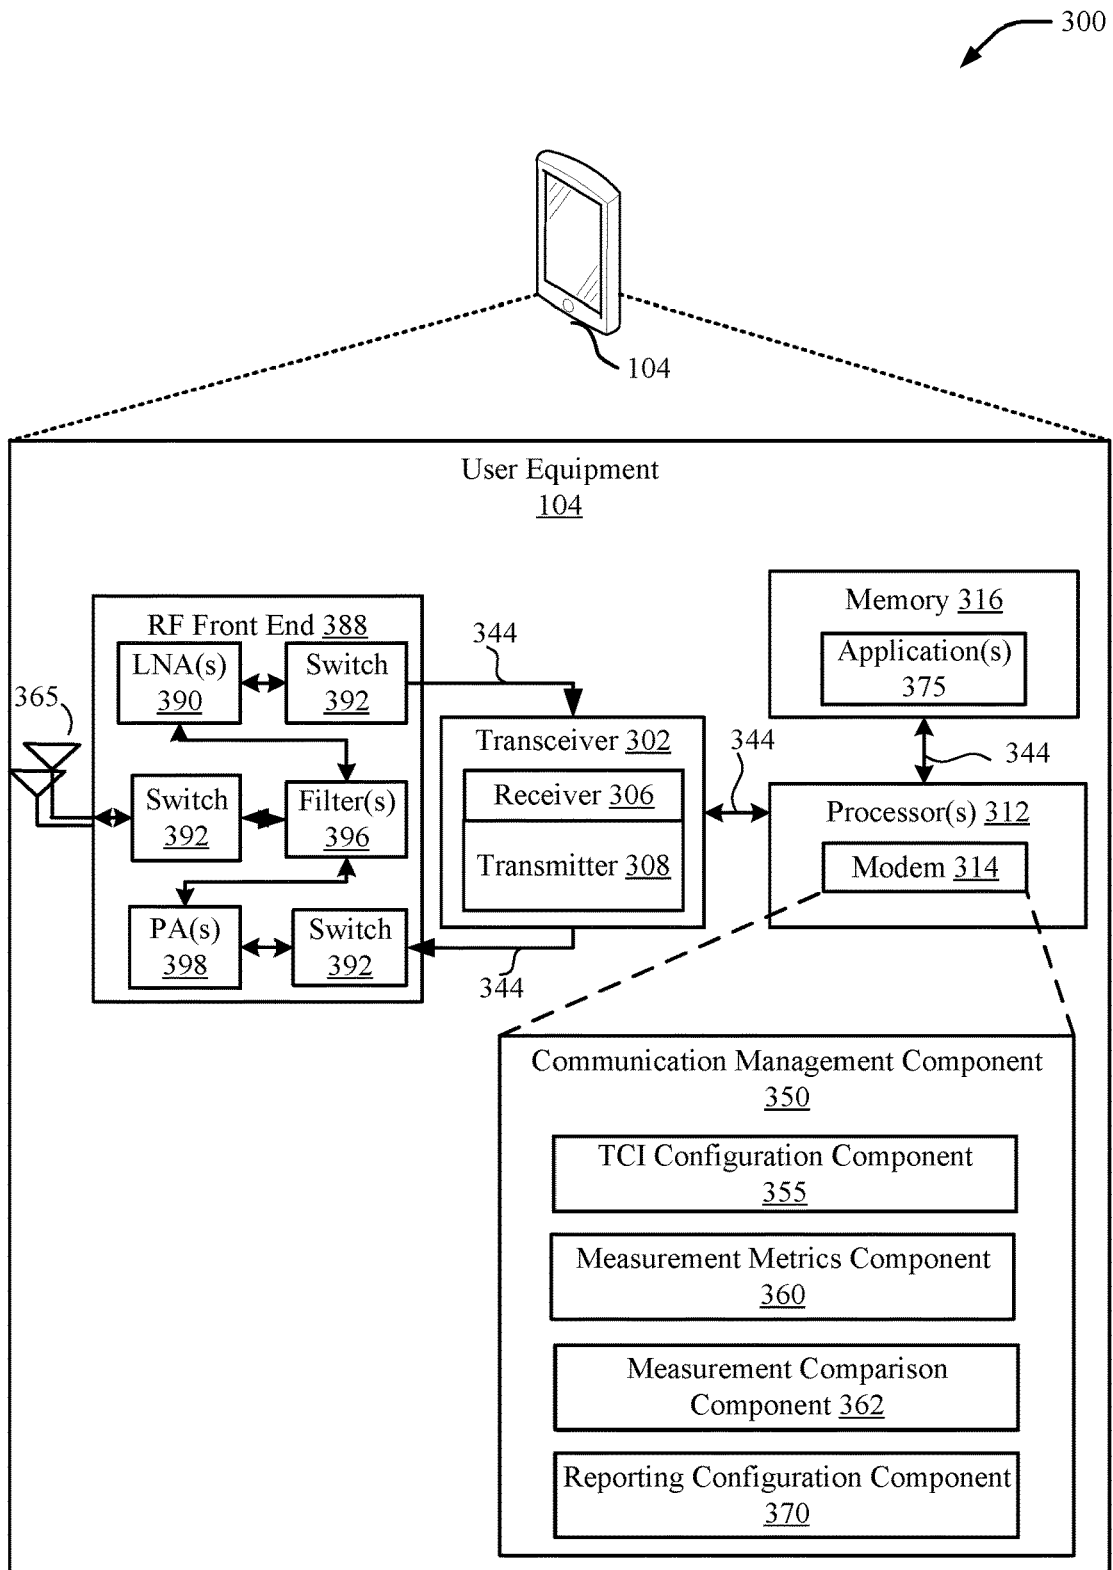 300
104
User Equipment
104
RF Front End 388
LNA(s)
390
Switch
392
344
365
Switch
392
Filter(s)
396
PA(s)
398
Switch
392
344
Transceiver 302
Receiver 306
Transmitter 308
344
Memory 316
Application(s)
375
344
Processor(s) 312
Modem 314
Communication Management Component
350
TCI Configuration Component
355
Measurement Metrics Component
360
Measurement Comparison
Component 362
Reporting Configuration Component
370